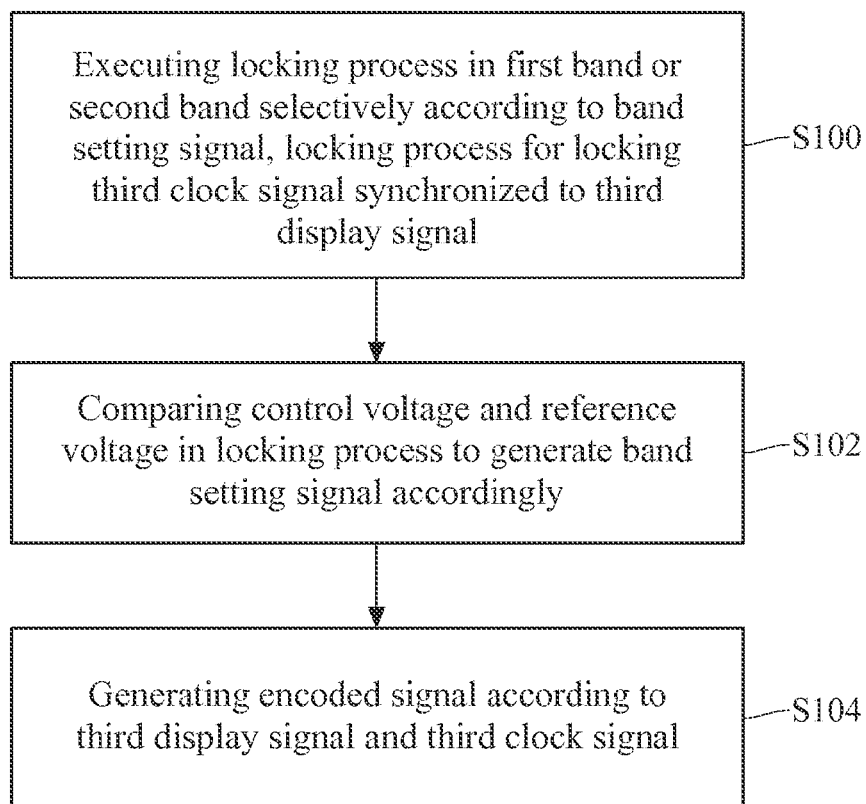 Executing locking process in first band or
second band selectively according to band
setting signal, locking process for locking
third clock signal synchronized to third
display signal
S100
Comparing control voltage and reference
voltage in locking process to generate band
setting signal accordingly
S102
Generating encoded signal according to
third display signal and third clock signal
S104